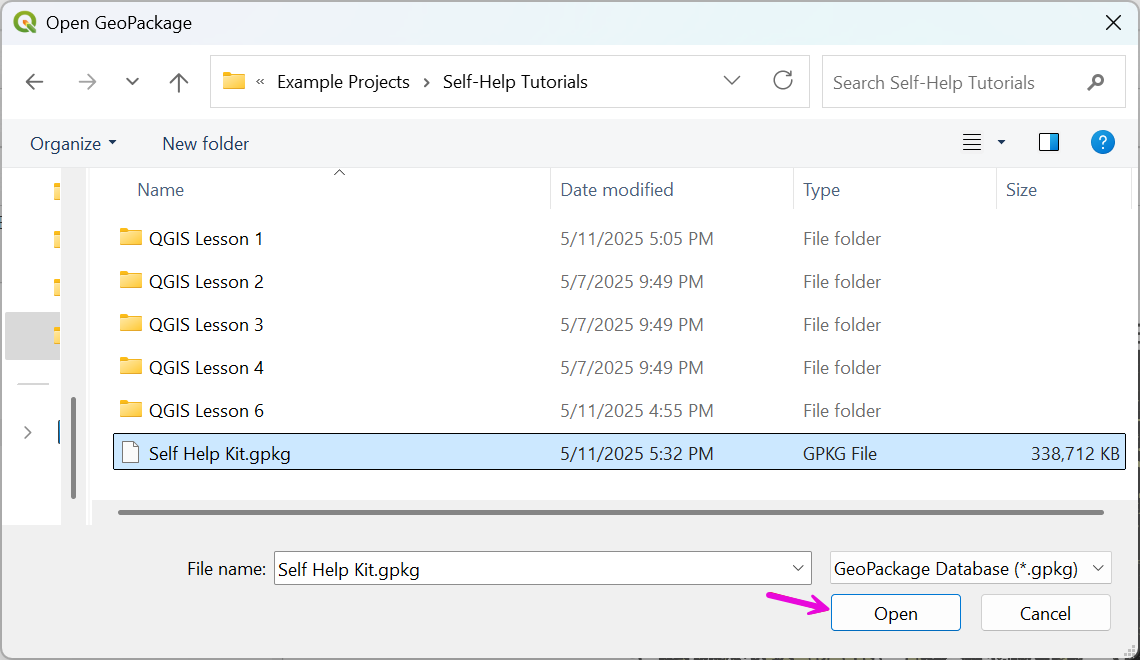 Open GeoPackage
« Example Projects › Self-Help Tutorials
Search Self-Help Tutorials
Organize New folder ?
Name Date modified Type Size
QGIS Lesson 1 5/11/2025 5:05 PM File folder
QGIS Lesson 2 5/7/2025 9:49 PM File folder
QGIS Lesson 3 5/7/2025 9:49 PM File folder
QGIS Lesson 4 5/7/2025 9:49 PM File folder
QGIS Lesson 6 5/11/2025 4:55 PM File folder
Self Help Kit.gpkg 5/11/2025 5:32 PM GPKG File 338,712 KB
File name: Self Help Kit.gpkg GeoPackage Database (*.gpkg)
Open Cancel